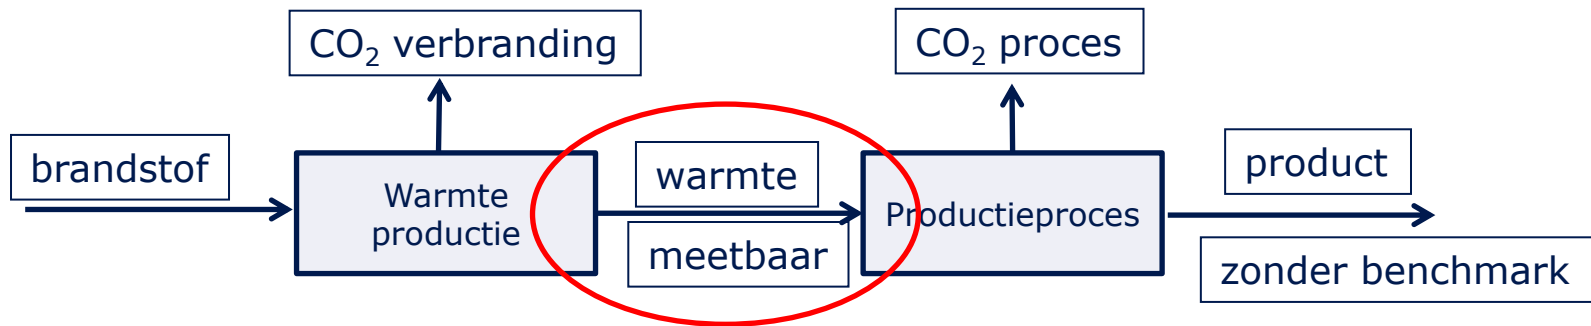 CO₂ verbranding
CO₂ proces
brandstof
Warmte
productie
warmte
meetbaar
Productieproces
product
zonder benchmark